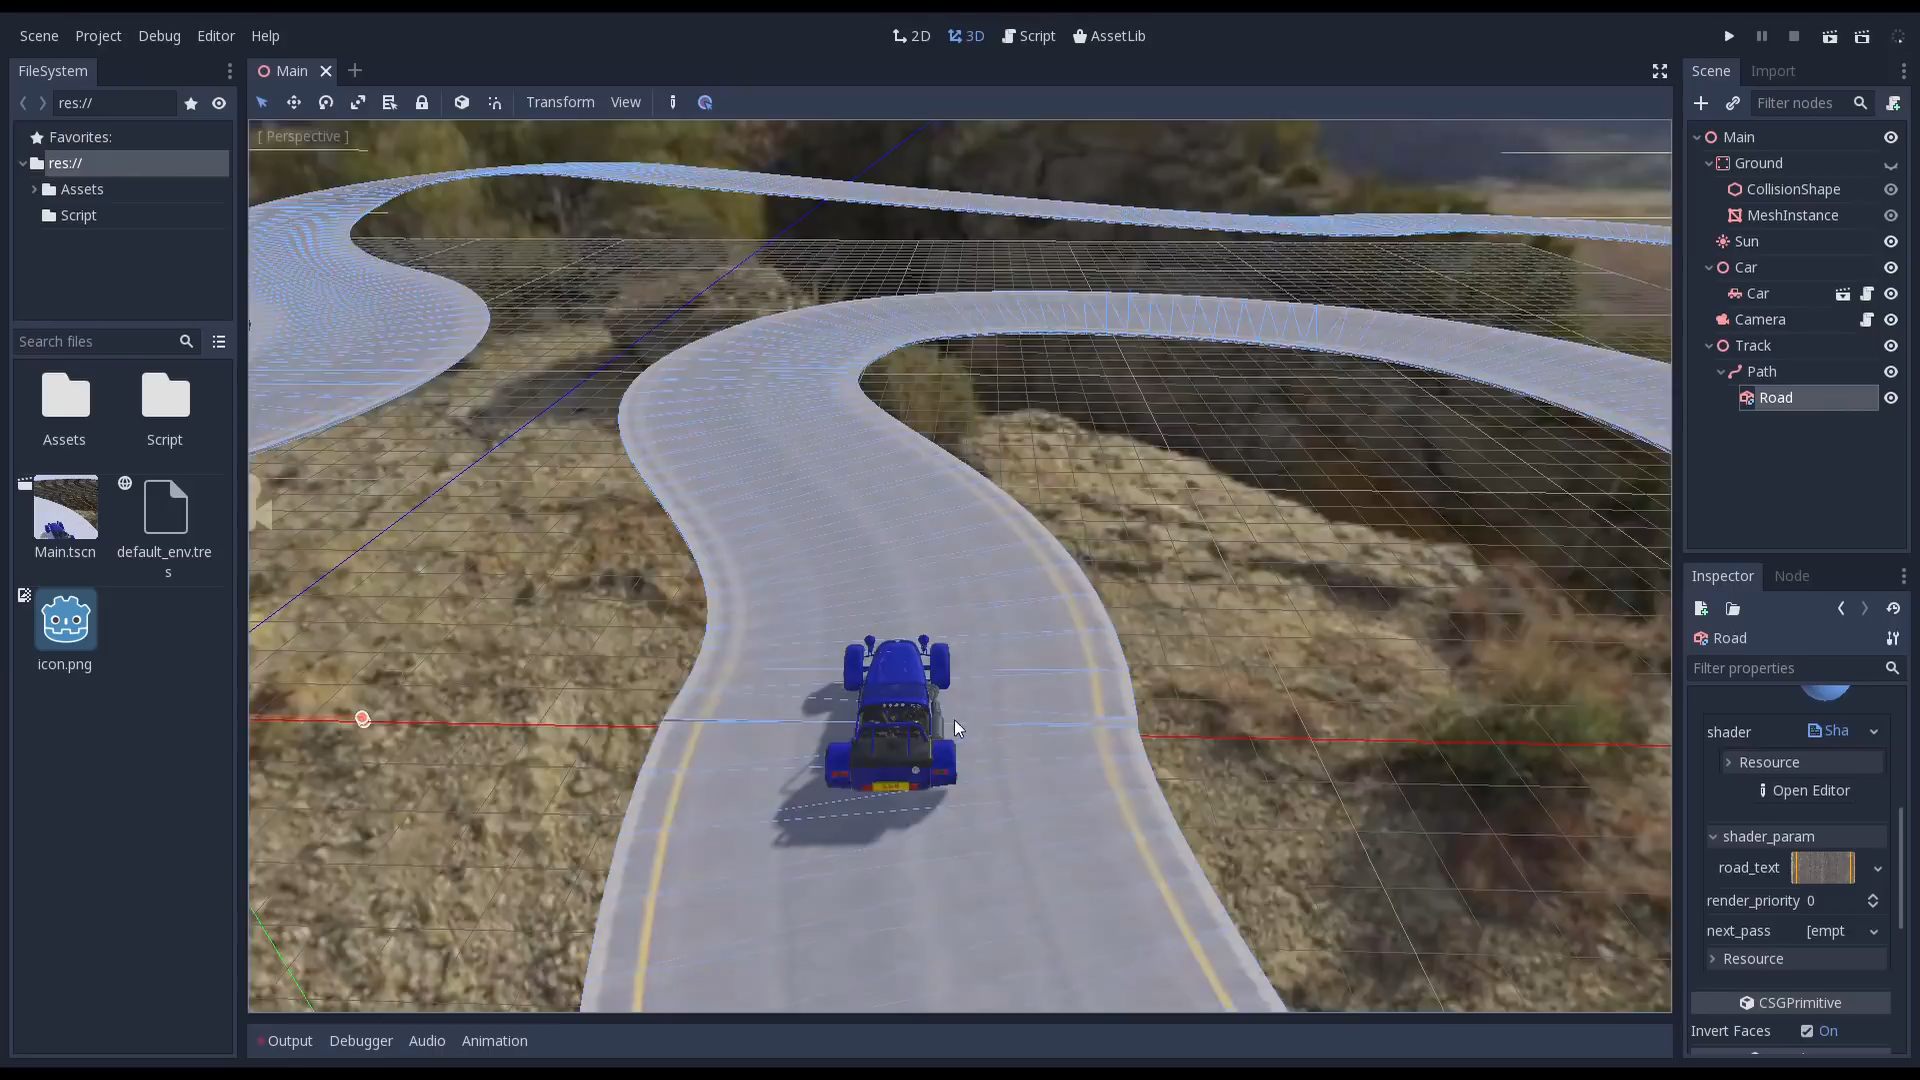 Scene Project Debug Editor Help
2D 3D Script AssetLib
FileSystem
res://
Favorites:
res://
Assets
Script
Search files
Assets
Script
Main.tscn
default_env.tre
s
icon.png
Main
Transform View
[ Perspective ]
Output Debugger Audio Animation
Scene Import
Filter nodes
Main
Ground
CollisionShape
MeshInstance
Sun
Car
Car
Camera
Track
Path
Road
Inspector Node
Road
Filter properties
shader Sha
Resource
Open Editor
shader_param
road_text
render_priority 0
next_pass [empt
Resource
CSGPrimitive
Invert Faces On